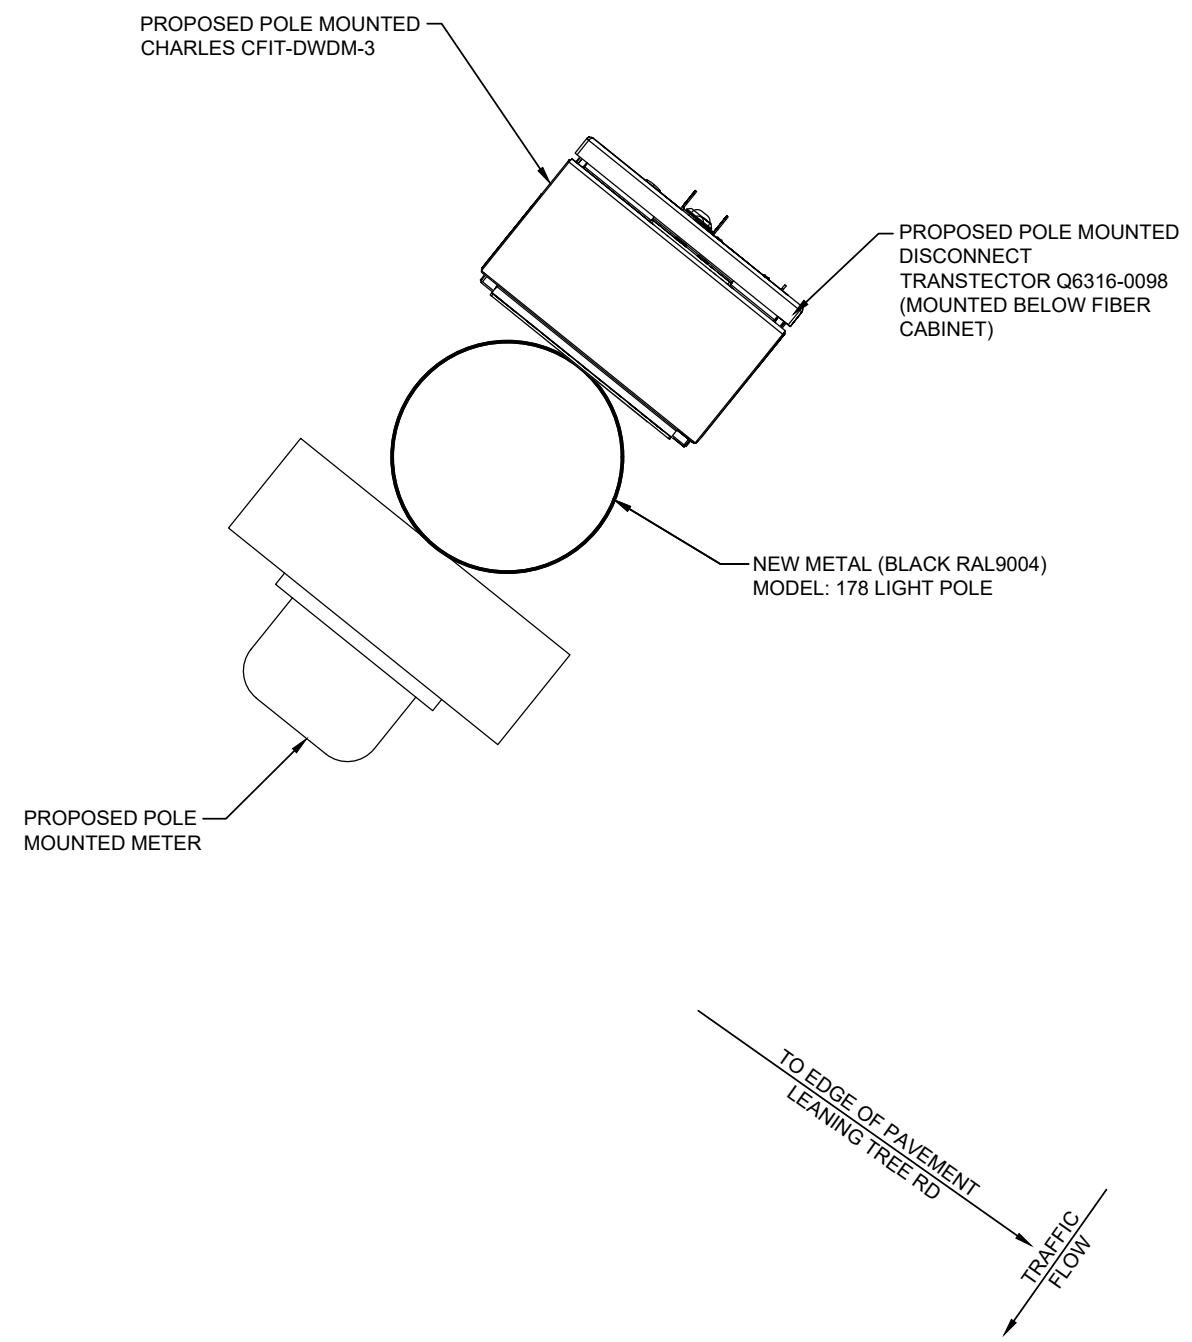 PROPOSED POLE MOUNTED
CHARLES CFIT-DWDM-3
PROPOSED POLE MOUNTED
DISCONNECT
TRANSTECTOR Q6316-0098
(MOUNTED BELOW FIBER
CABINET)
NEW METAL (BLACK RAL9004)
MODEL: 178 LIGHT POLE
PROPOSED POLE
MOUNTED METER
TO EDGE OF PAVEMENT
LEANING TREE RD
TRAFFIC
FLOW